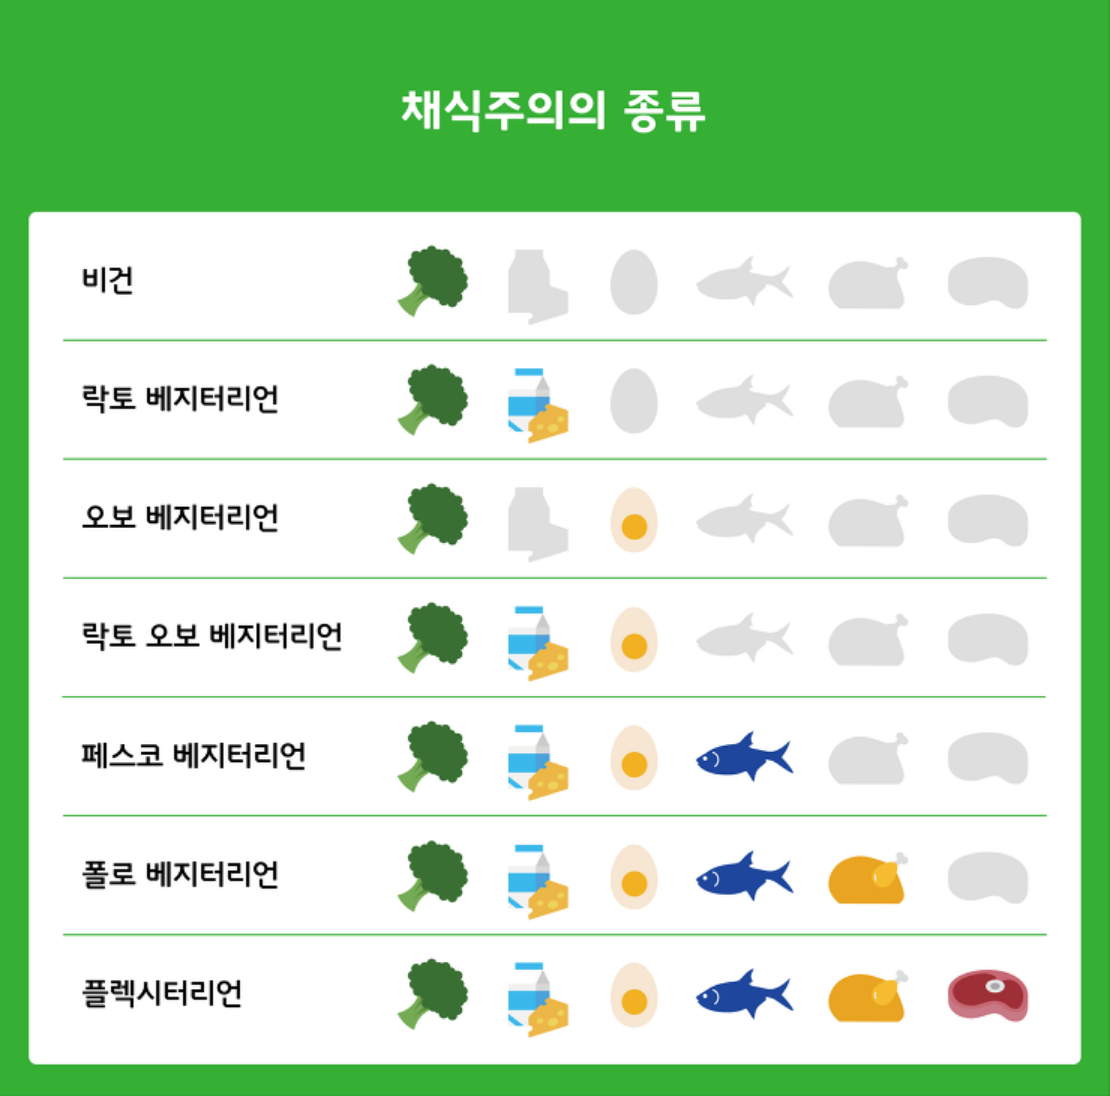 채식주의의 종류
비건
락토 베지터리언
오보 베지터리언
락토 오보 베지터리언
페스코 베지터리언
폴로 베지터리언
플렉시터리언